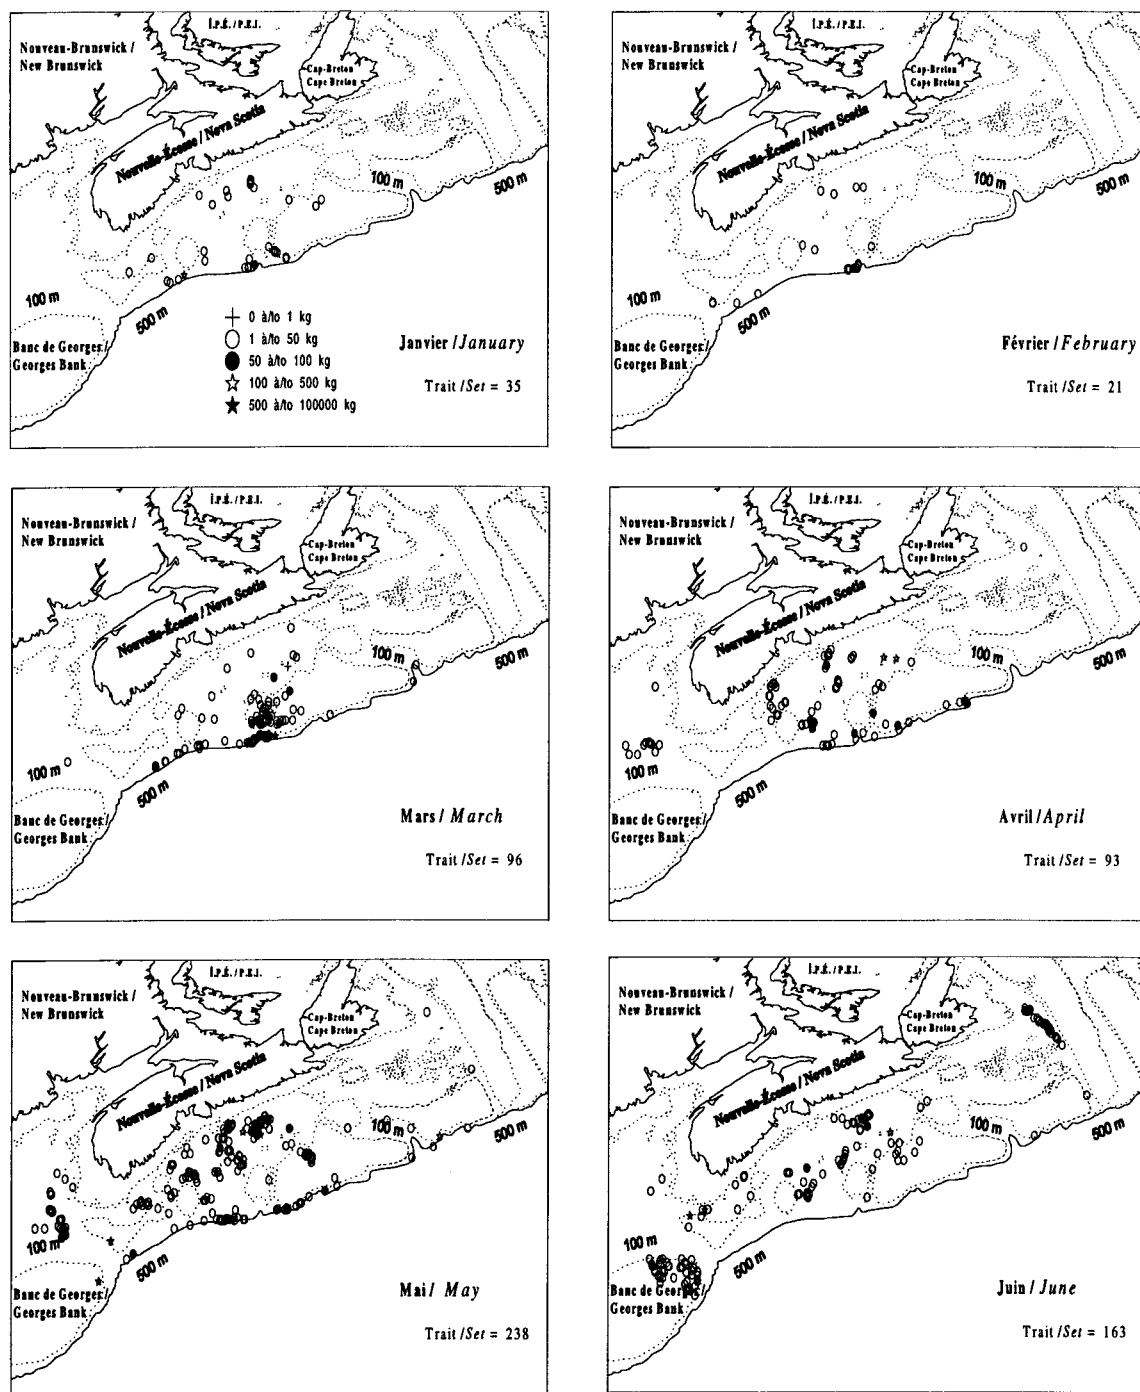 Nouveau-Brunswick /
New Brunswick
Î.P.É. / P.E.I.
Cap-Breton
Cape Breton
Nouvelle-Écosse / Nova Scotia
100 m
500 m
100 m
500 m
Banc de Georges /
Georges Bank
0 à/to 1 kg
1 à/to 50 kg
50 à/to 100 kg
100 à/to 500 kg
500 à/to 100000 kg
Janvier / January
Trait / Set = 35
Nouveau-Brunswick /
New Brunswick
Î.P.É. / P.E.I.
Cap-Breton
Cape Breton
Nouvelle-Écosse / Nova Scotia
100 m
500 m
100 m
500 m
Banc de Georges /
Georges Bank
Février / February
Trait / Set = 21
Nouveau-Brunswick /
New Brunswick
Î.P.É. / P.E.I.
Cap-Breton
Cape Breton
Nouvelle-Écosse / Nova Scotia
100 m
500 m
100 m
500 m
Banc de Georges /
Georges Bank
Mars / March
Trait / Set = 96
Nouveau-Brunswick /
New Brunswick
Î.P.É. / P.E.I.
Cap-Breton
Cape Breton
Nouvelle-Écosse / Nova Scotia
100 m
500 m
100 m
500 m
Banc de Georges /
Georges Bank
Avril / April
Trait / Set = 93
Nouveau-Brunswick /
New Brunswick
Î.P.É. / P.E.I.
Cap-Breton
Cape Breton
Nouvelle-Écosse / Nova Scotia
100 m
500 m
100 m
500 m
Banc de Georges /
Georges Bank
Mai / May
Trait / Set = 238
Nouveau-Brunswick /
New Brunswick
Î.P.É. / P.E.I.
Cap-Breton
Cape Breton
Nouvelle-Écosse / Nova Scotia
100 m
500 m
100 m
500 m
Banc de Georges /
Georges Bank
Juin / June
Trait / Set = 163